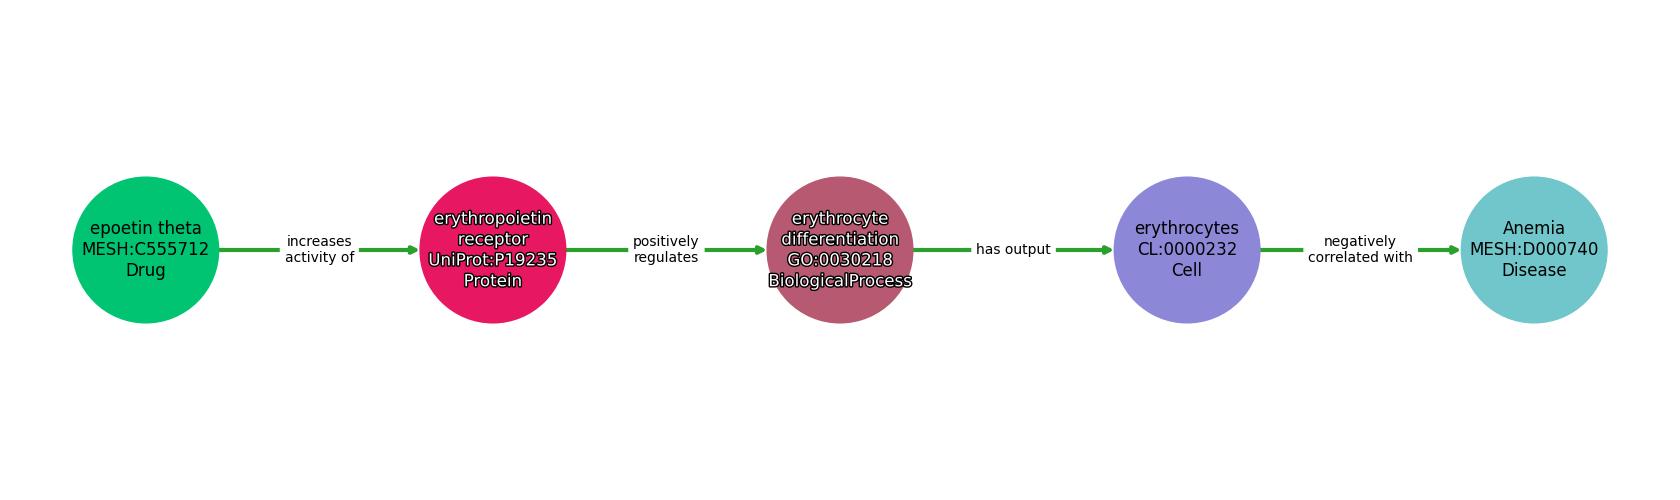 epoetin theta
MESH:C555712
Drug
increases
activity of
erythropoietin
receptor
UniProt:P19235
Protein
positively
regulates
erythrocyte
differentiation
GO:0030218
BiologicalProcess
has output
erythrocytes
CL:0000232
Cell
negatively
correlated with
Anemia
MESH:D000740
Disease